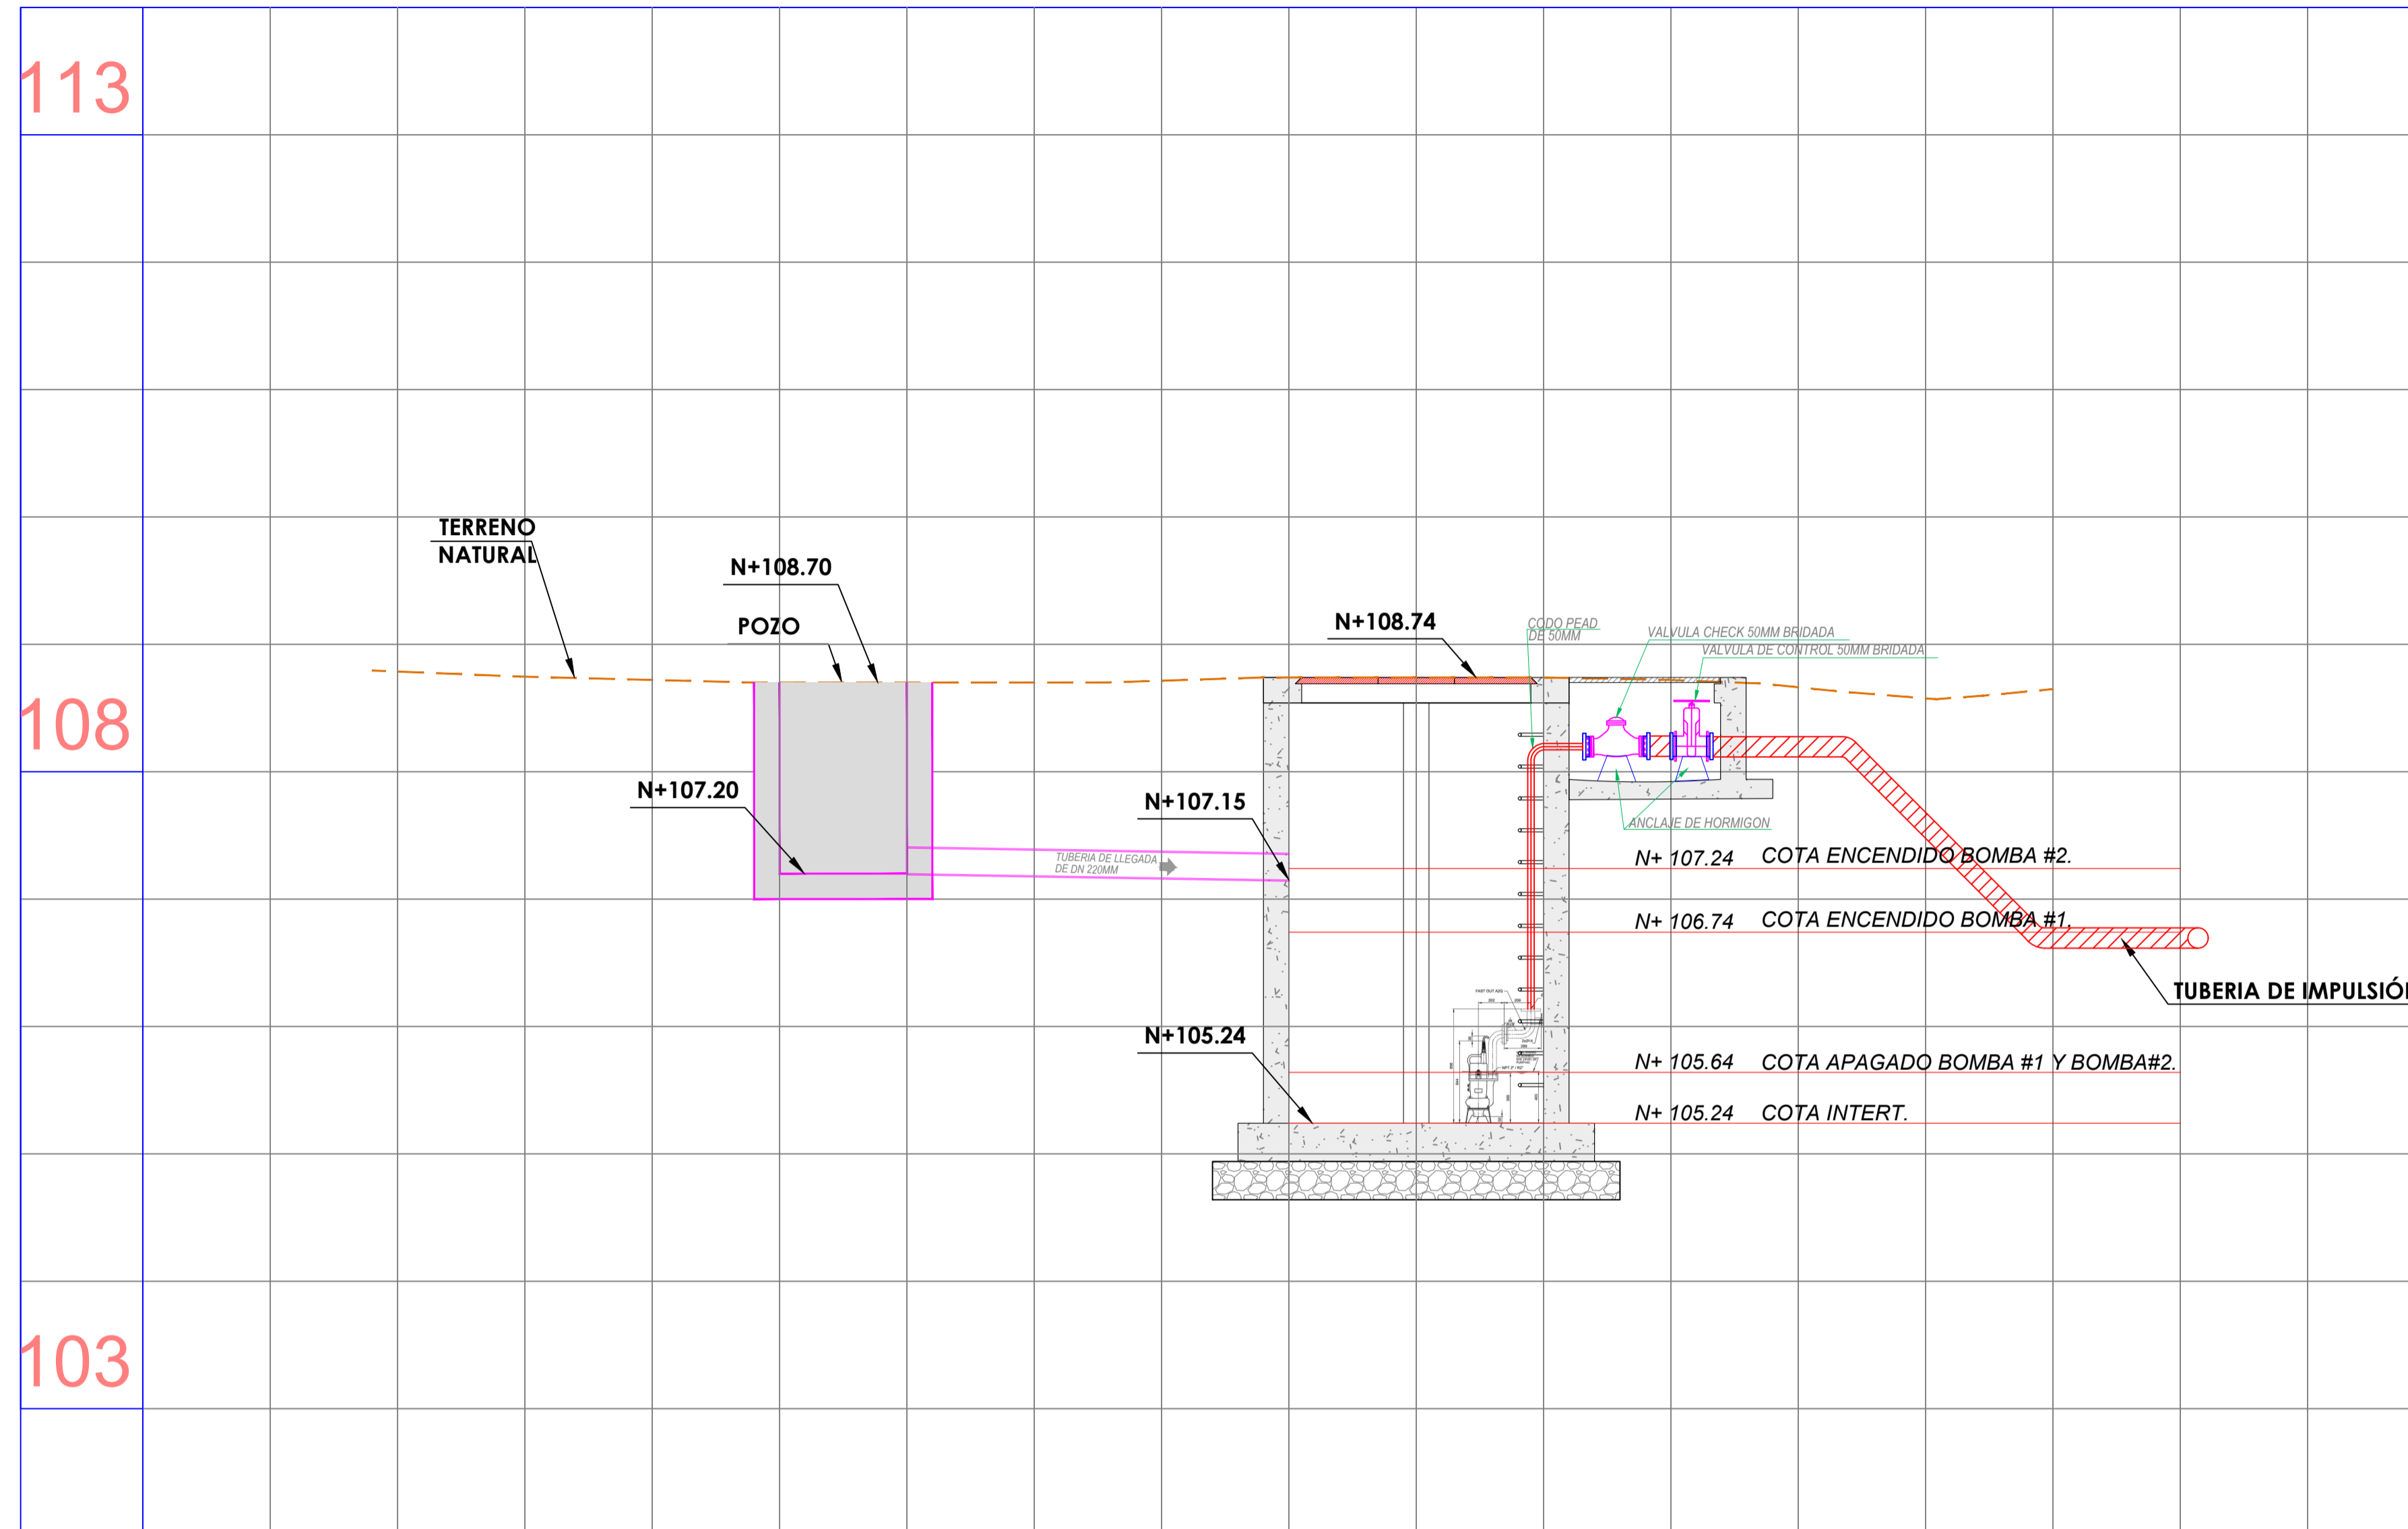 113
TERRENO
NATURAL
N+108.70
POZO
N+108.74
CODO PEAD
DE 50MM
VALVULA CHECK 50MM BRIDADA
VALVULA DE CONTROL 50MM BRIDADA
108
N+107.20
N+107.15
ANCLAJE DE HORMIGON
TUBERIA DE LLEGADA
DE DN 220MM
N+ 107.24 COTA ENCENDIDO BOMBA #2.
N+ 106.74 COTA ENCENDIDO BOMBA #1.
TUBERIA DE IMPULSIÓ
N+105.24
N+ 105.64 COTA APAGADO BOMBA #1 Y BOMBA#2.
N+ 105.24 COTA INTERT.
103